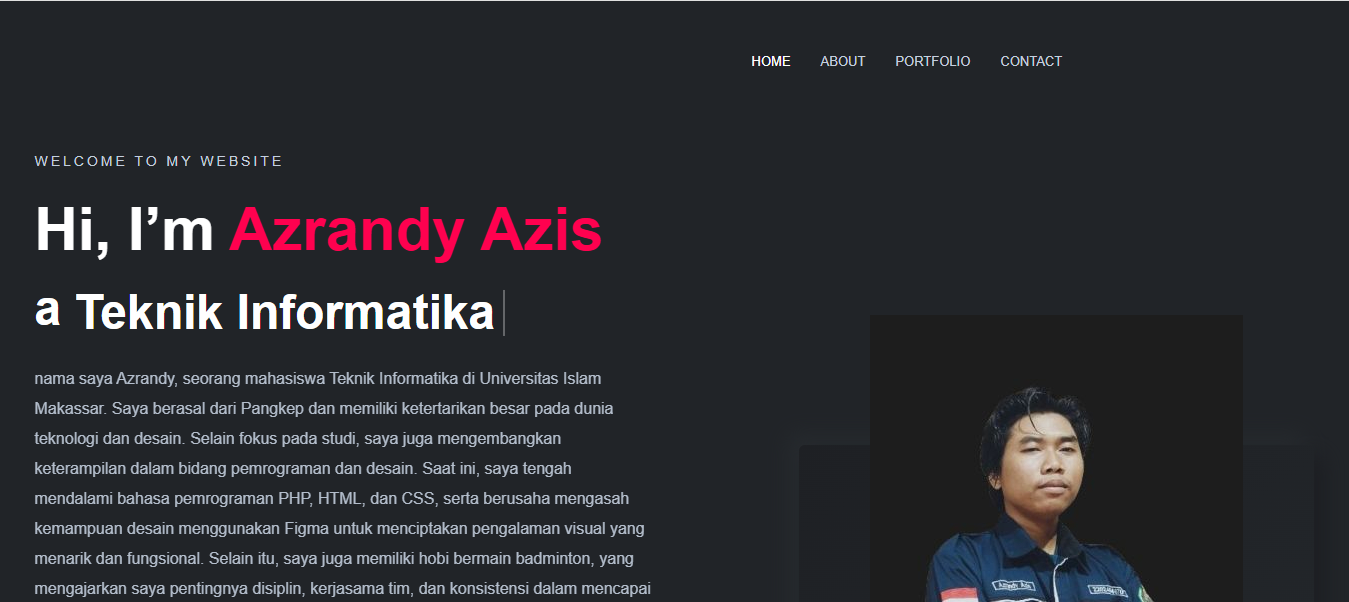 HOME ABOUT PORTFOLIO CONTACT
WELCOME TO MY WEBSITE
Hi, I’m Azrandy Azis
a Teknik Informatika
nama saya Azrandy, seorang mahasiswa Teknik Informatika di Universitas Islam
Makassar. Saya berasal dari Pangkep dan memiliki ketertarikan besar pada dunia
teknologi dan desain. Selain fokus pada studi, saya juga mengembangkan
keterampilan dalam bidang pemrograman dan desain. Saat ini, saya tengah
mendalami bahasa pemrograman PHP, HTML, dan CSS, serta berusaha mengasah
kemampuan desain menggunakan Figma untuk menciptakan pengalaman visual yang
menarik dan fungsional. Selain itu, saya juga memiliki hobi bermain badminton, yang
mengajarkan saya pentingnya disiplin, kerjasama tim, dan konsistensi dalam mencapai
Azrandy Azis